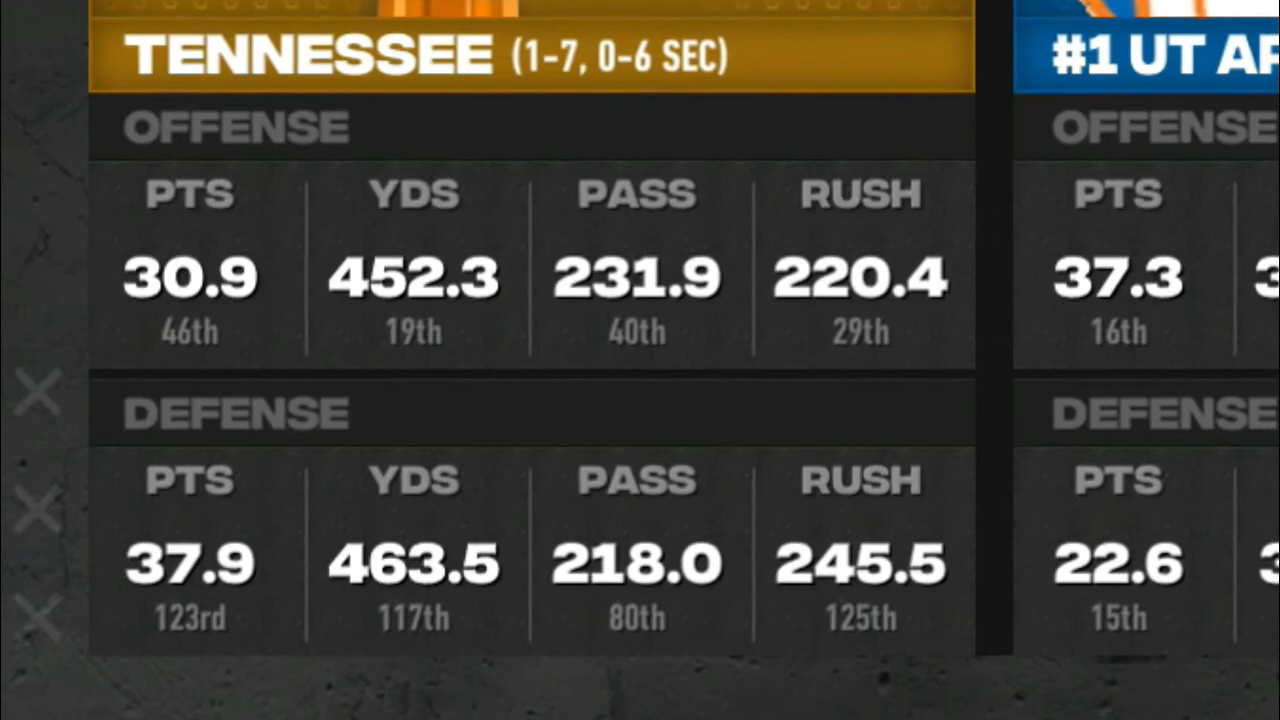 TENNESSEE (1-7, 0-6 SEC)
OFFENSE
PTS YDS PASS RUSH
30.9 452.3 231.9 220.4
46th 19th 40th 29th
DEFENSE
PTS YDS PASS RUSH
37.9 463.5 218.0 245.5
123rd 117th 80th 125th
#1 UT
OFFENSE
PTS
37.3
16th
DEFENSE
PTS
22.6
15th